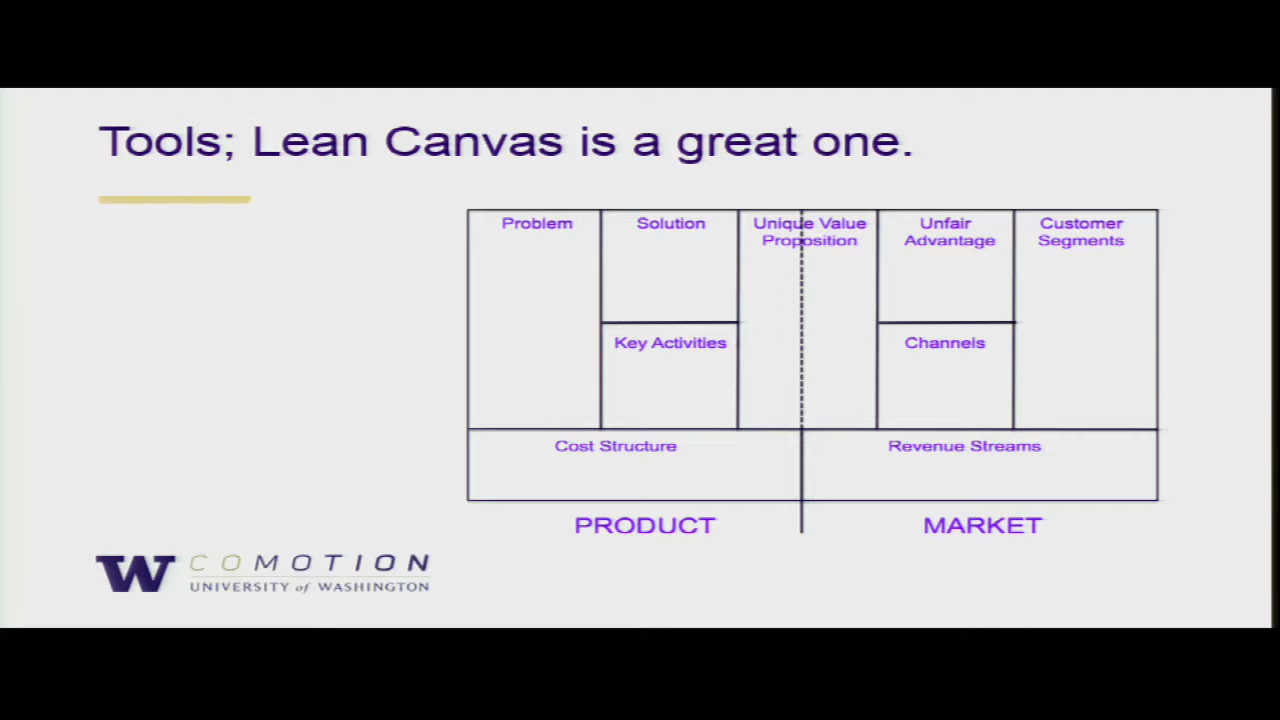 Tools; Lean Canvas is a great one.
Problem
Solution
Unique Value
Proposition
Unfair
Advantage
Customer
Segments
Key Activities
Channels
Cost Structure
Revenue Streams
PRODUCT
MARKET
W COMOTION
UNIVERSITY of WASHINGTON